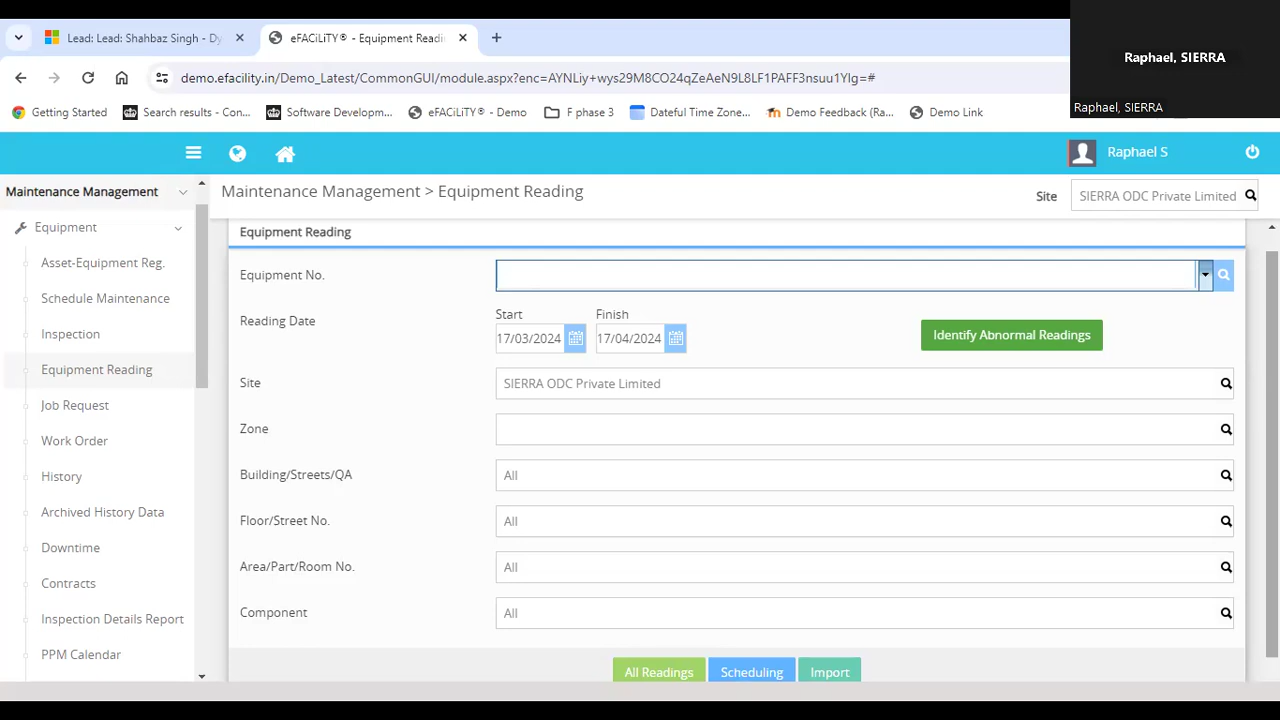 Lead: Lead: Shahbaz Singh - Dy
eFACiLiTY® - Equipment Readi
Raphael, SIERRA
Raphael, SIERRA
demo.efacility.in/Demo_Latest/CommonGUI/module.aspx?enc=AYNLiy+wys29M8CO24qZeAeN9L8LF1PAFF3nsuu1YIg=#
Getting Started
Search results - Con...
Software Developm...
eFACiLiTY® - Demo
F phase 3
Dateful Time Zone...
Demo Feedback (Ra...
Demo Link
Raphael S
Maintenance Management
Maintenance Management > Equipment Reading
Site
SIERRA ODC Private Limited
Equipment
Asset-Equipment Reg.
Schedule Maintenance
Inspection
Equipment Reading
Job Request
Work Order
History
Archived History Data
Downtime
Contracts
Inspection Details Report
PPM Calendar
Equipment Reading
Equipment No.
Reading Date
Start
Finish
17/03/2024
17/04/2024
Identify Abnormal Readings
Site
SIERRA ODC Private Limited
Zone
Building/Streets/QA
All
Floor/Street No.
All
Area/Part/Room No.
All
Component
All
All Readings
Scheduling
Import